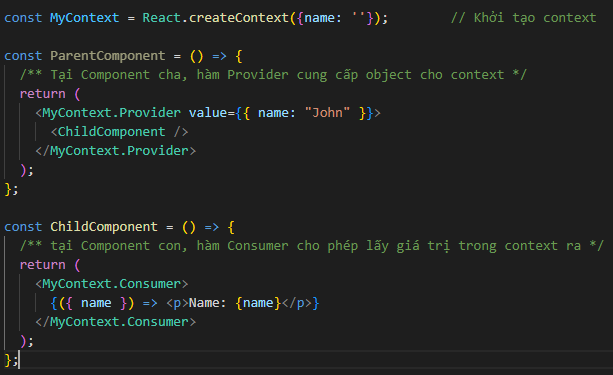 const MyContext = React.createContext({name: ''});        // Khởi tạo context

const ParentComponent = () => {
  /** Tại Component cha, hàm Provider cung cấp object cho context */
  return (
    <MyContext.Provider value={{ name: "John" }}>
      <ChildComponent />
    </MyContext.Provider>
  );
};

const ChildComponent = () => {
  /** tại Component con, hàm Consumer cho phép lấy giá trị trong context ra */
  return (
    <MyContext.Consumer>
      {({ name }) => <p>Name: {name}</p>}
    </MyContext.Consumer>
  );
};